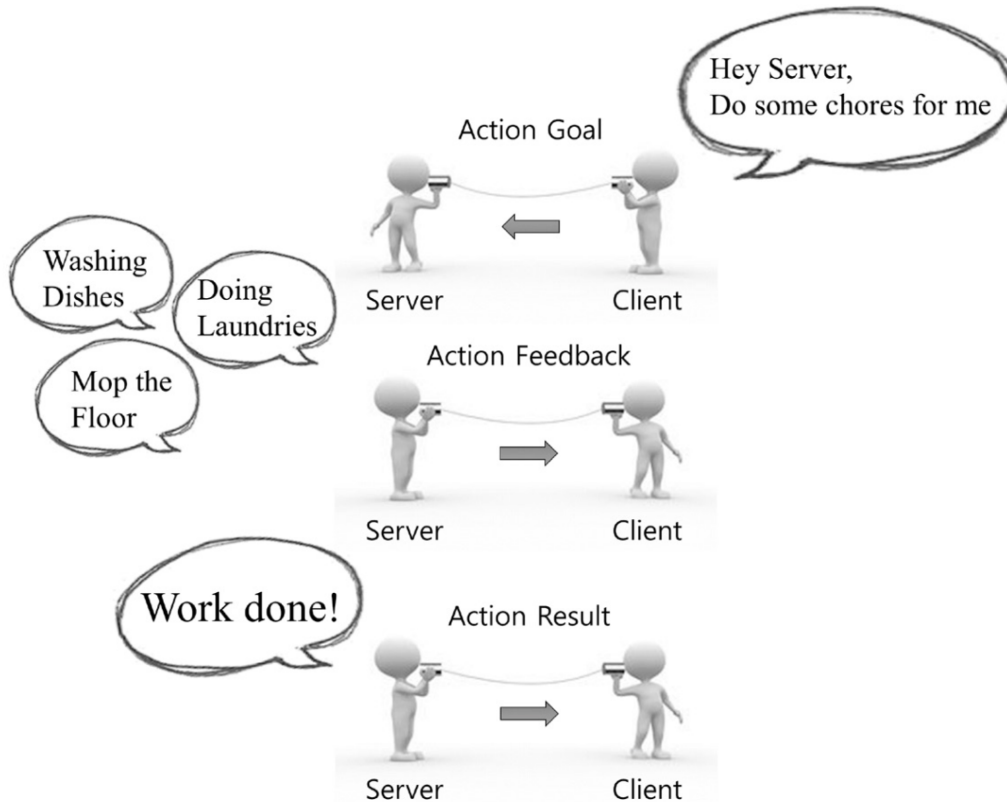 Hey Server,
Do some chores for me
Action Goal
Server
Client
Washing
Dishes
Doing
Laundries
Mop the
Floor
Action Feedback
Server
Client
Work done!
Action Result
Server
Client